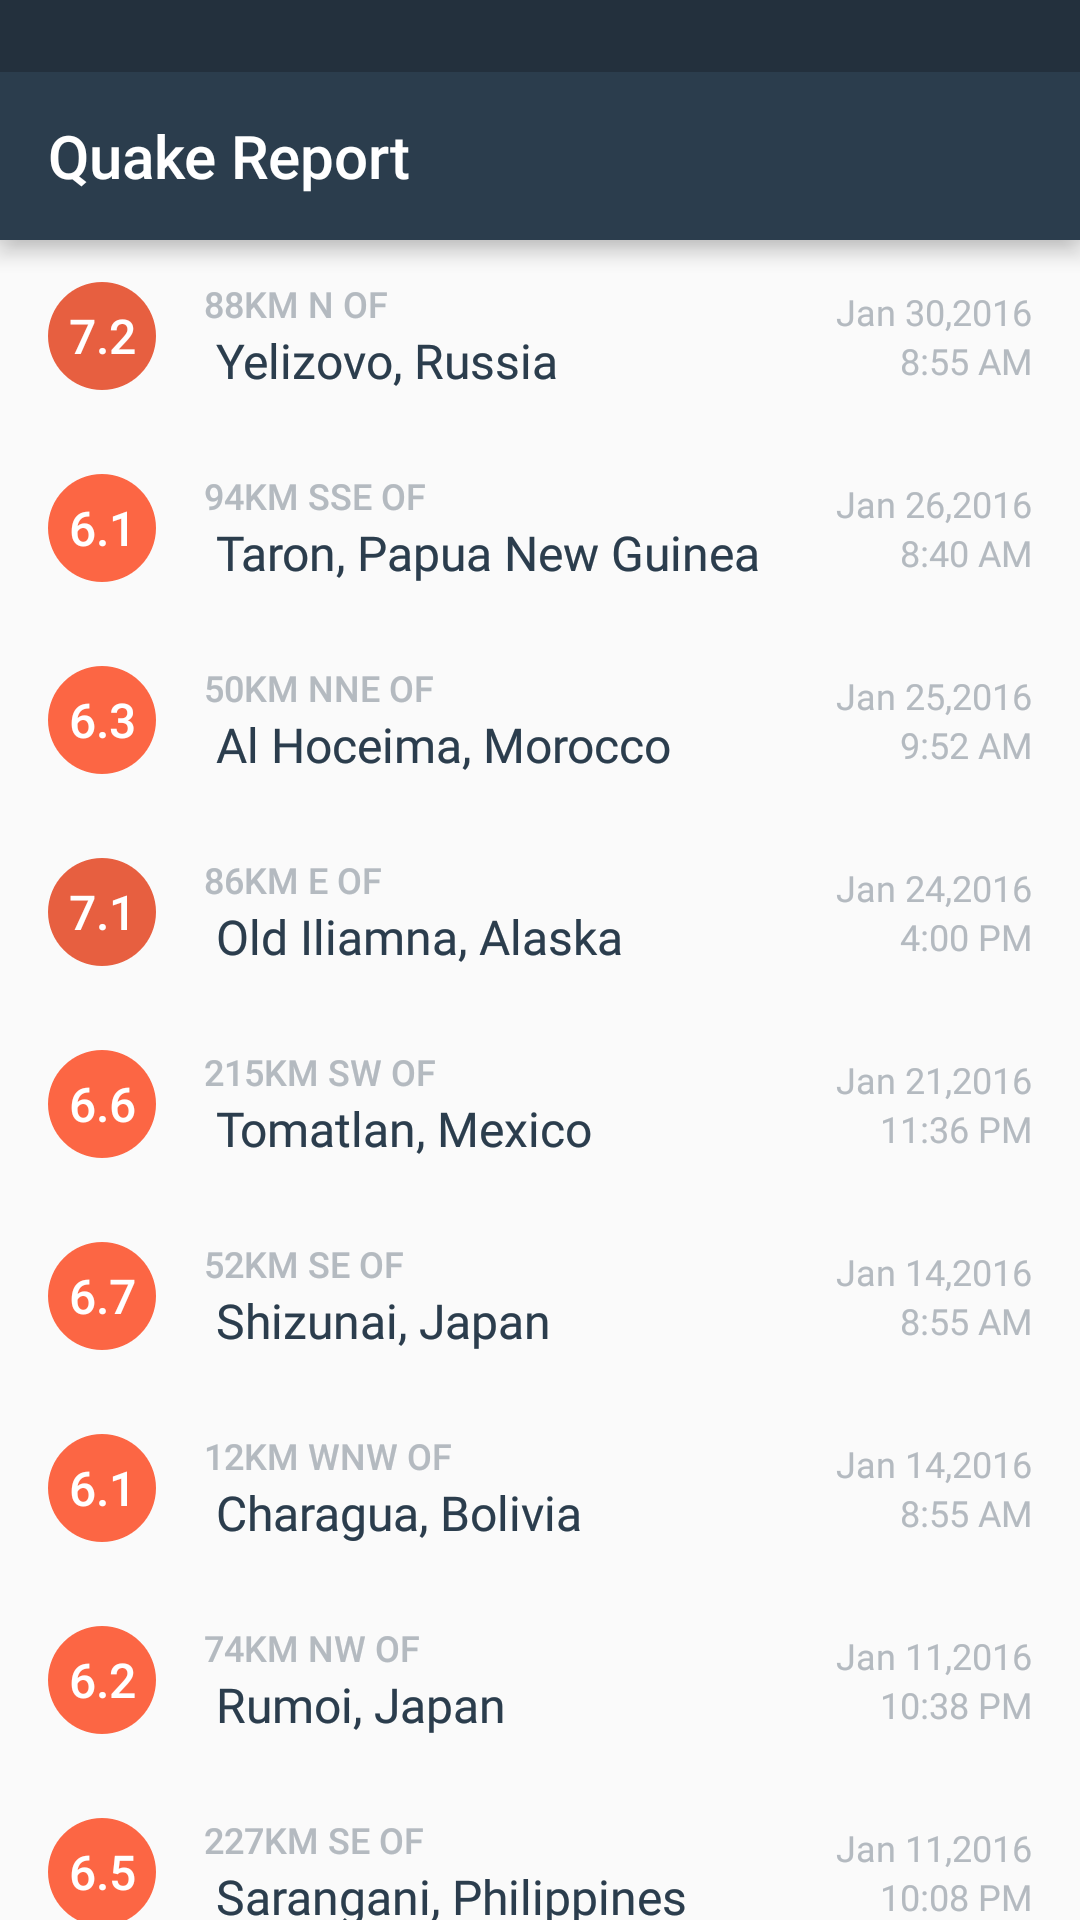 Quake Report
7.2
88KM N OF
Yelizovo, Russia
Jan 30,2016
8:55 AM
6.1
94KM SSE OF
Taron, Papua New Guinea
Jan 26,2016
8:40 AM
6.3
50KM NNE OF
Al Hoceima, Morocco
Jan 25,2016
9:52 AM
7.1
86KM E OF
Old Iliamna, Alaska
Jan 24,2016
4:00 PM
6.6
215KM SW OF
Tomatlan, Mexico
Jan 21,2016
11:36 PM
6.7
52KM SE OF
Shizunai, Japan
Jan 14,2016
8:55 AM
6.1
12KM WNW OF
Charagua, Bolivia
Jan 14,2016
8:55 AM
6.2
74KM NW OF
Rumoi, Japan
Jan 11,2016
10:38 PM
6.5
227KM SE OF
Sarangani, Philippines
Jan 11,2016
10:08 PM